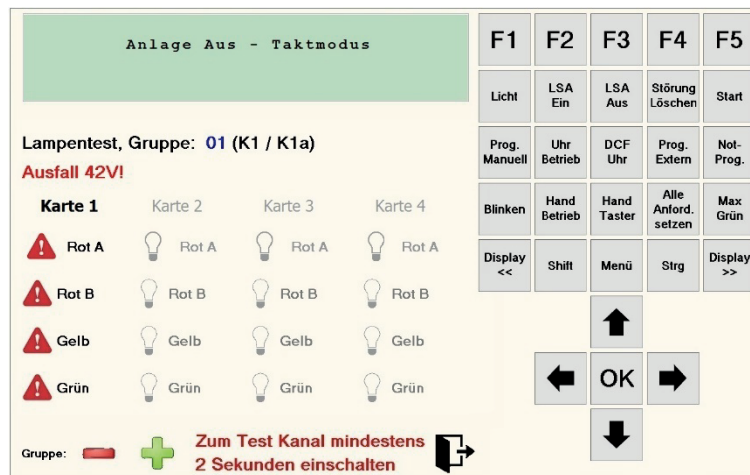 Anlage Aus - Taktmodus
Lampentest, Gruppe: 01 (K1 / K1a)
Ausfall 42V!
Karte 1 Karte 2 Karte 3 Karte 4
Rot A Rot A Rot A Rot A
Rot B Rot B Rot B Rot B
Gelb Gelb Gelb Gelb
Grün Grün Grün Grün
Gruppe:
Zum Test Kanal mindestens
2 Sekunden einschalten
F1 F2 F3 F4 F5
Licht
LSA
Ein
LSA
Aus
Störung
Löschen
Start
Prog.
Manuell
Uhr
Betrieb
DCF
Uhr
Prog.
Extern
Not-
Prog.
Blinken
Hand
Betrieb
Hand
Taster
Alle
Anford.
setzen
Max
Grün
Display
<<
Shift
Menü
Strg
Display
>>
OK